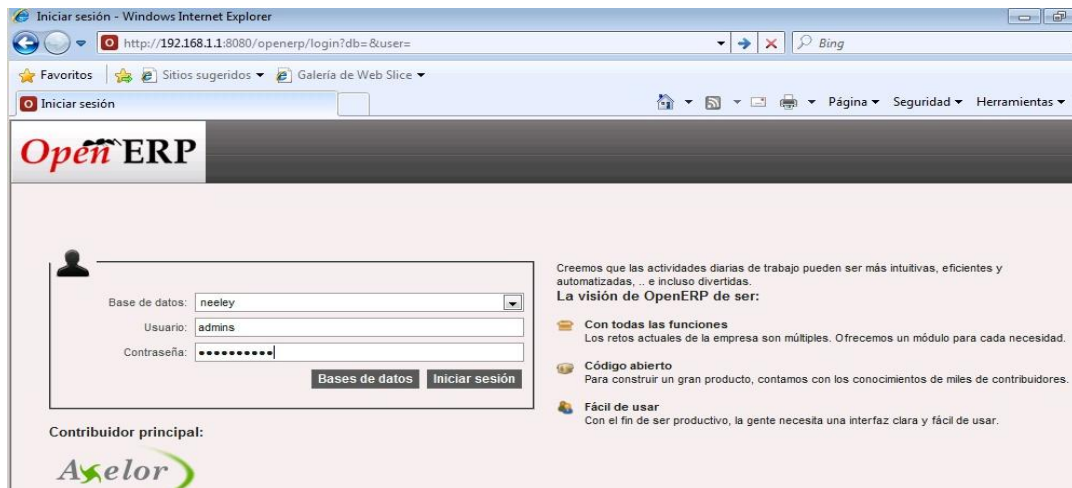 Iniciar sesión - Windows Internet Explorer
http://192.168.1.1:8080/openerp/login?db=&user=
Bing
Favoritos Sitios sugeridos Galería de Web Slice
Iniciar sesión
Página Seguridad Herramientas
Open ERP
Base de datos: neeley
Usuario: admins
Contraseña: ••••••••••
Bases de datos Iniciar sesión
Contribuidor principal:
Axelor
Creemos que las actividades diarias de trabajo pueden ser más intuitivas, eficientes y
automatizadas, .. e incluso divertidas.
La visión de OpenERP de ser:
Con todas las funciones
Los retos actuales de la empresa son múltiples. Ofrecemos un módulo para cada necesidad.
Código abierto
Para construir un gran producto, contamos con los conocimientos de miles de contribuidores.
Fácil de usar
Con el fin de ser productivo, la gente necesita una interfaz clara y fácil de usar.